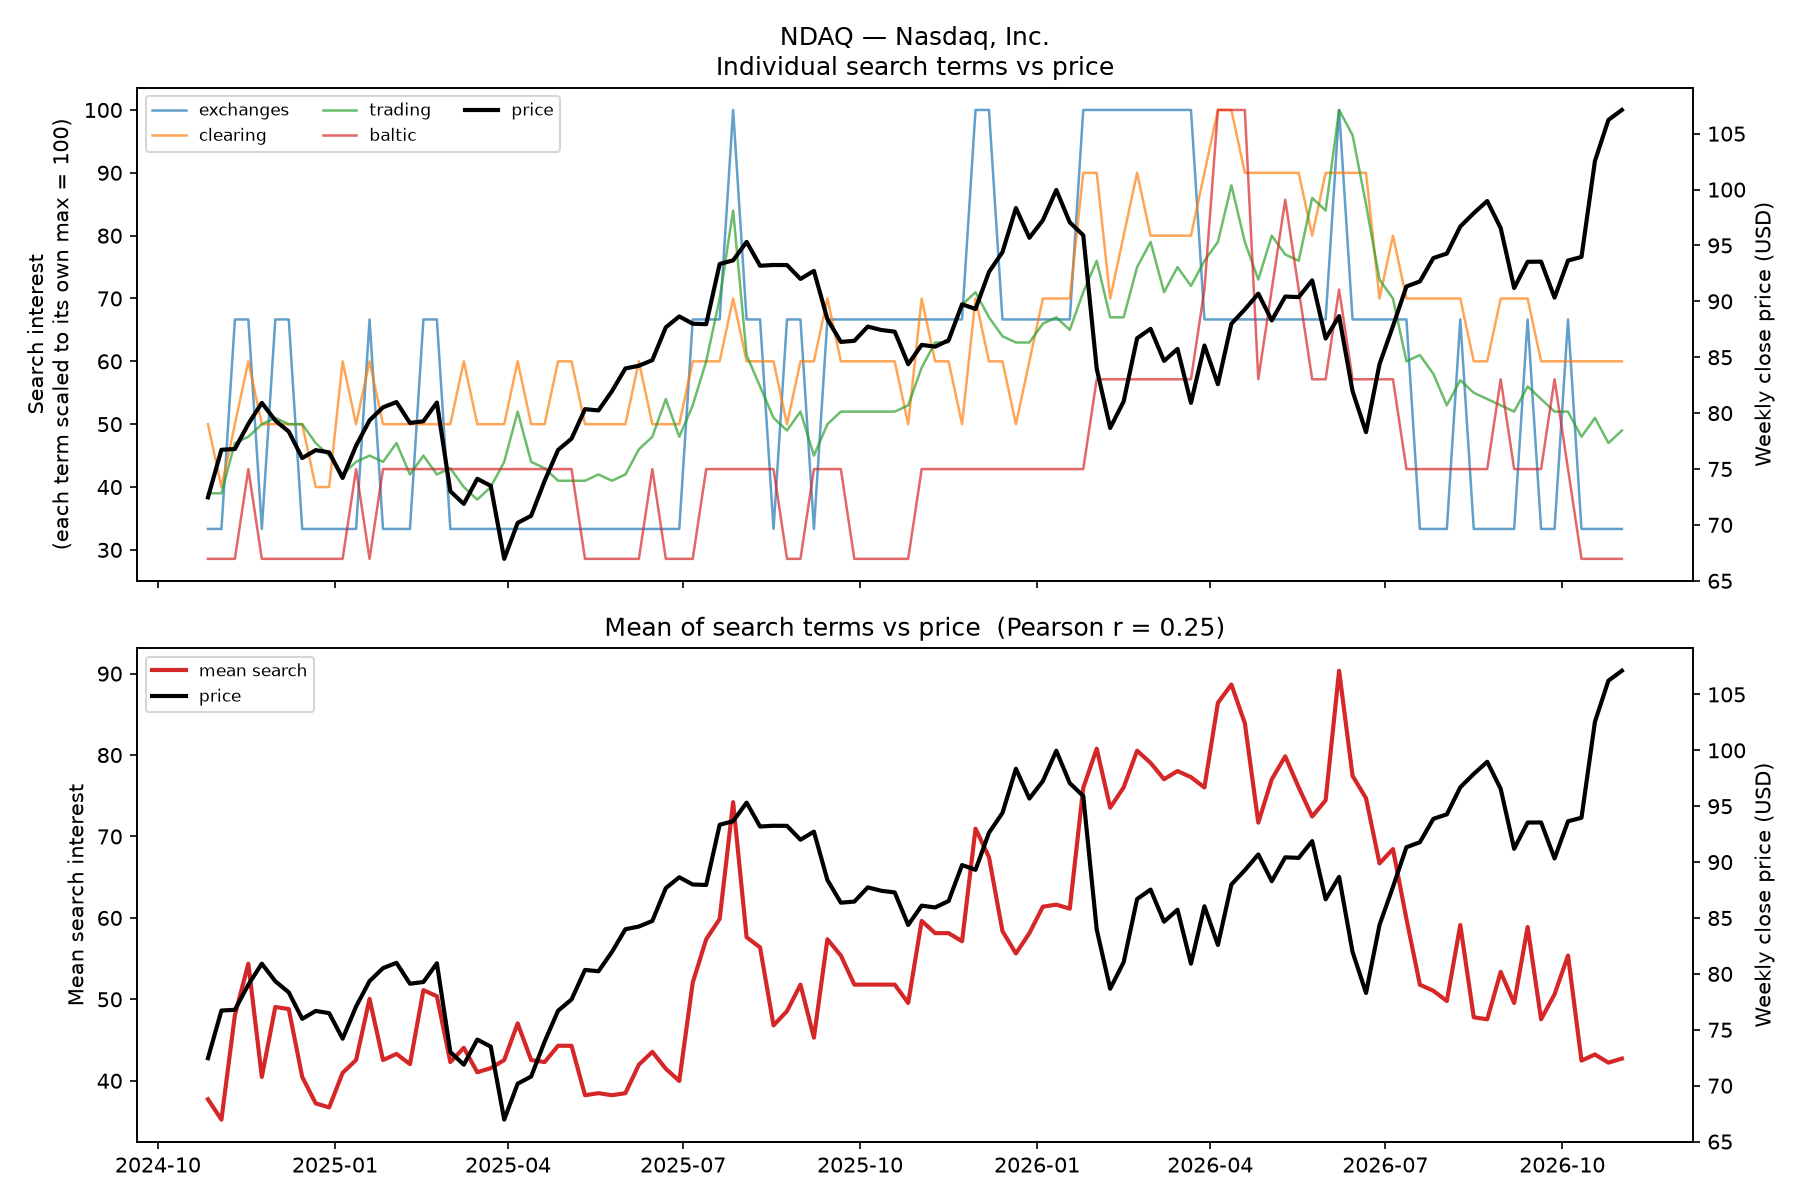 NDAQ — Nasdaq, Inc.
Individual search terms vs price
exchanges
clearing
trading
baltic
price
Search interest
(each term scaled to its own max = 100)
100
90
80
70
60
50
40
30
Weekly close price (USD)
105
100
95
90
85
80
75
70
65
Mean of search terms vs price (Pearson r = 0.25)
mean search
price
Mean search interest
90
80
70
60
50
40
Weekly close price (USD)
105
100
95
90
85
80
75
70
65
2024-10
2025-01
2025-04
2025-07
2025-10
2026-01
2026-04
2026-07
2026-10